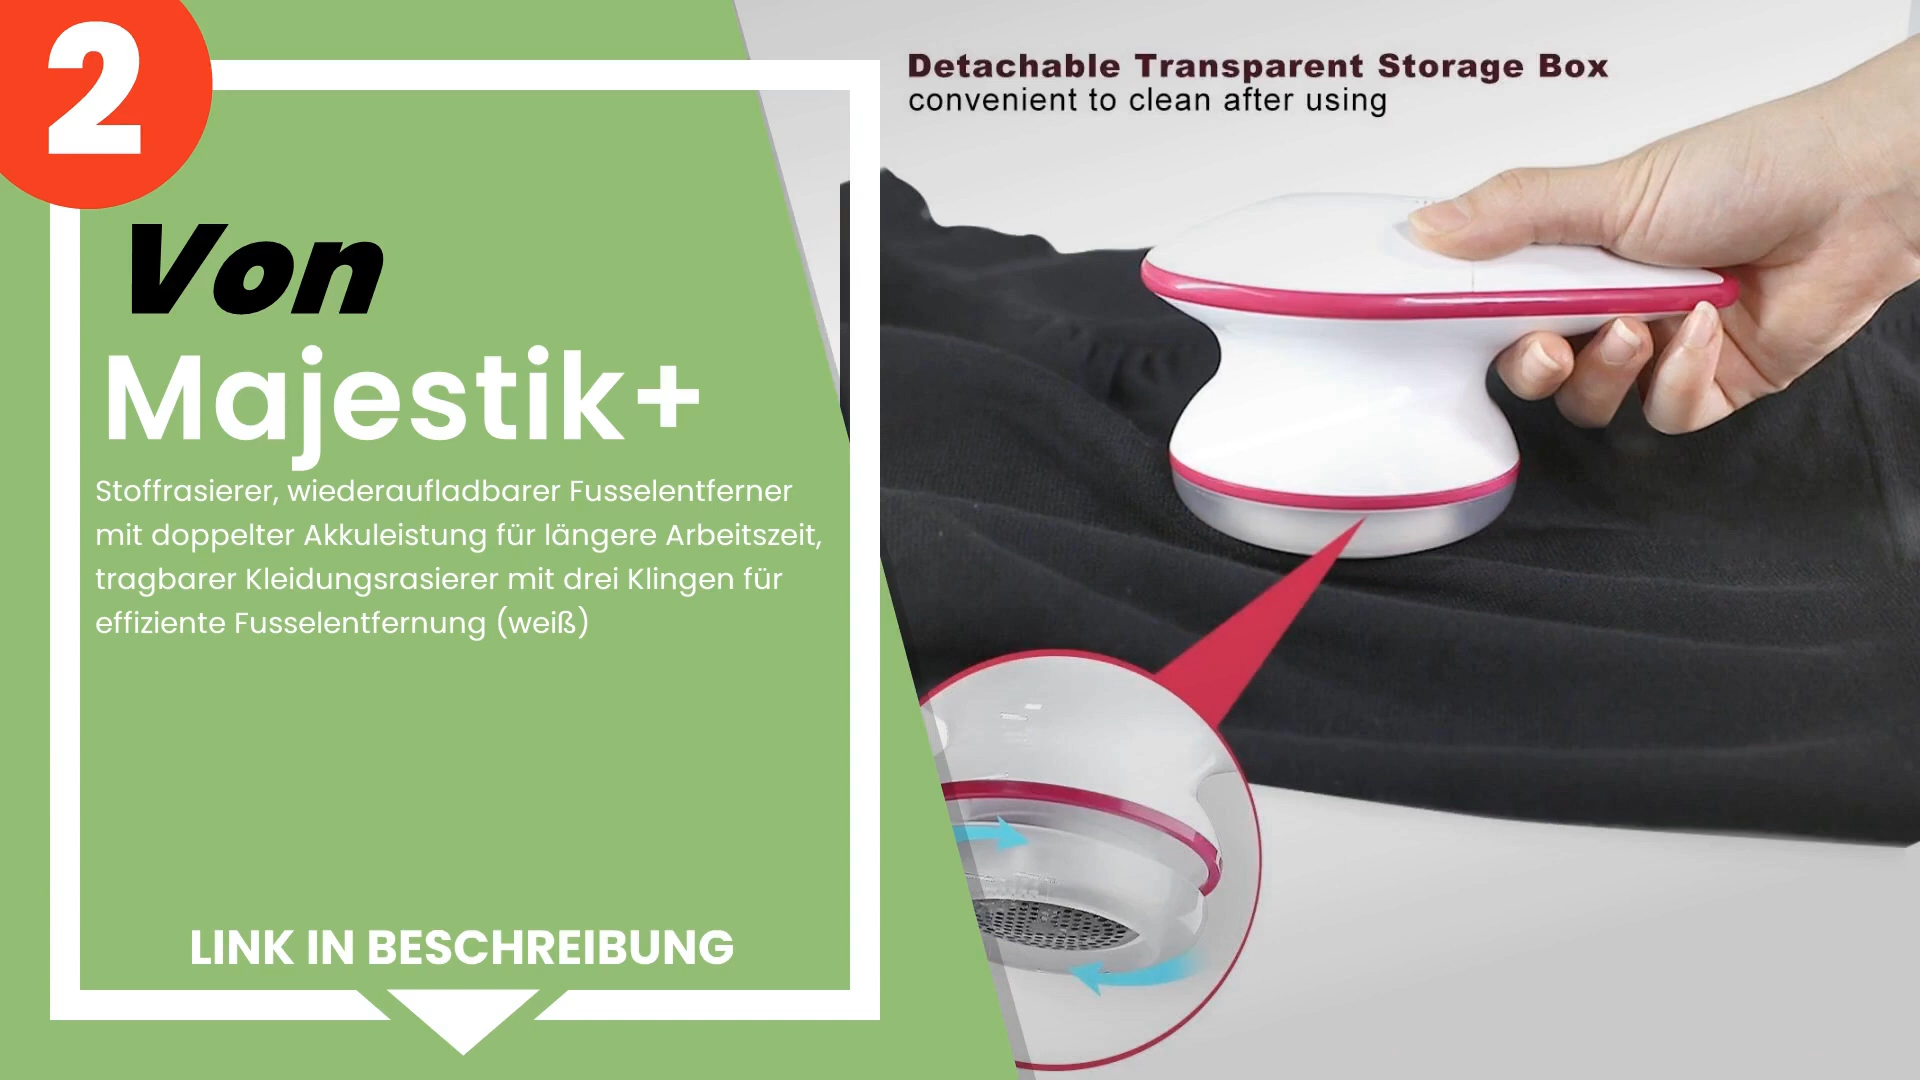 2
Von
Majestik+
Stoffrasierer, wiederaufladbarer Fusselentferner
mit doppelter Akkuleistung für längere Arbeitszeit,
tragbarer Kleidungsrasierer mit drei Klingen für
effiziente Fusselentfernung (weiß)
LINK IN BESCHREIBUNG
Detachable Transparent Storage Box
convenient to clean after using